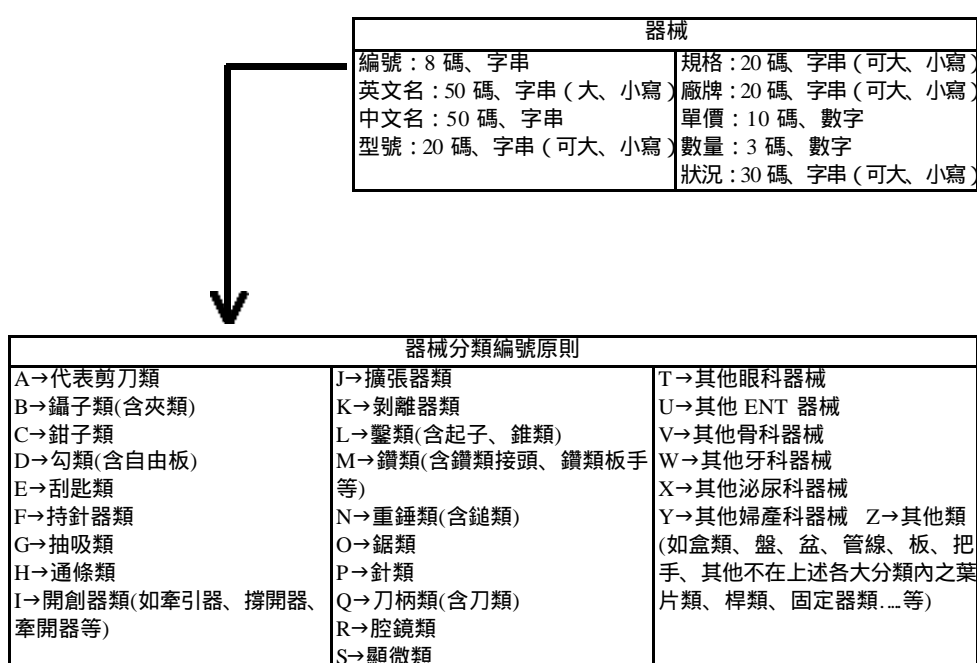 器械
編號：8 碼、字串
英文名：50 碼、字串（大、小寫）
中文名：50 碼、字串
型號：20 碼、字串（可大、小寫）
規格：20 碼、字串（可大、小寫）
廠牌：20 碼、字串（可大、小寫）
單價：10 碼、數字
數量：3 碼、數字
狀況：30 碼、字串（可大、小寫）
器械分類編號原則
A→代表剪刀類
B→鑷子類(含夾類)
C→鉗子類
D→勾類(含自由板)
E→刮匙類
F→持針器類
G→抽吸類
H→通條類
I→開創器類(如牽引器、撐開器、
牽開器等)
J→擴張器類
K→剝離器類
L→鑿類(含起子、錐類)
M→鑽類(含鑽類接頭、鑽類板手
等)
N→重錘類(含鎚類)
O→鋸類
P→針類
Q→刀柄類(含刀類)
R→腔鏡類
S→顯微類
T→其他眼科器械
U→其他 ENT 器械
V→其他骨科器械
W→其他牙科器械
X→其他泌尿科器械
Y→其他婦產科器械 Z→其他類
(如盒類、盤、盆、管線、板、把
手、其他不在上述各大分類內之葉
片類、桿類、固定器類....等)